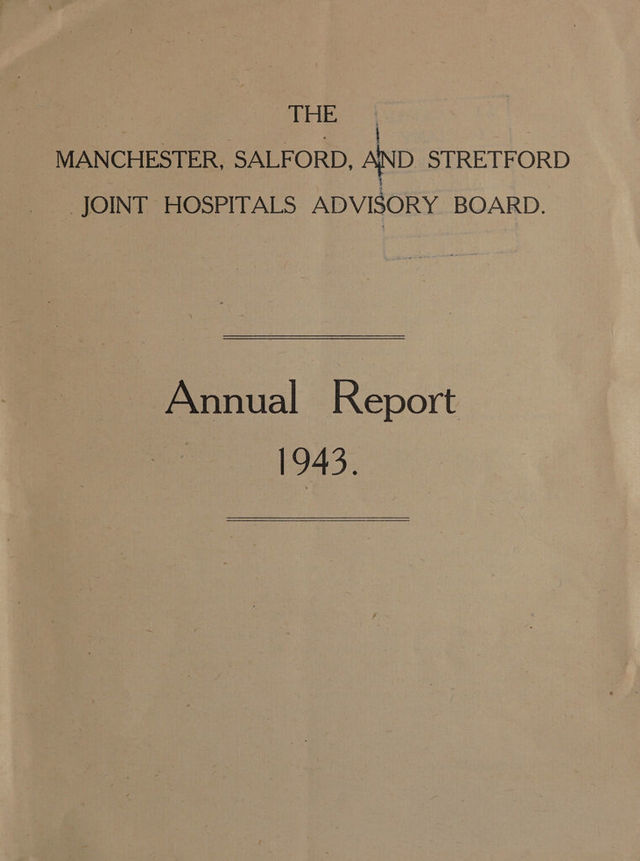 THE
MANCHESTER, SALFORD, AND STRETFORD
JOINT HOSPITALS ADVISORY BOARD.
Annual Report
1943.